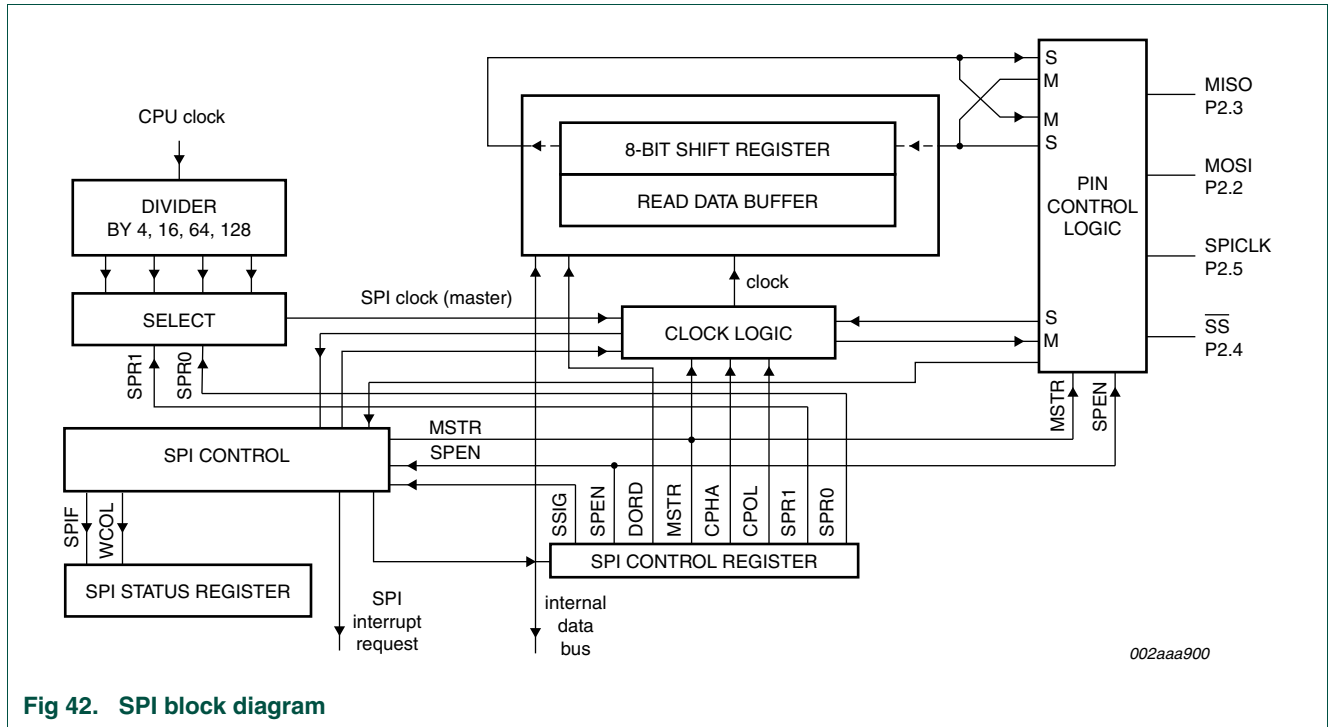 CPU clock
DIVIDER
BY 4, 16, 64, 128
SELECT
SPR1
SPR0
SPI clock (master)
8-BIT SHIFT REGISTER
READ DATA BUFFER
clock
CLOCK LOGIC
S
M
M
S
PIN
CONTROL
LOGIC
S
M
MISO
P2.3
MOSI
P2.2
SPICLK
P2.5
SS
P2.4
MSTR
SPEN
SPI CONTROL
MSTR
SPEN
SPIF
WCOL
SPI STATUS REGISTER
SPI
interrupt
request
SSIG
SPEN
DORD
MSTR
CPHA
CPOL
SPR1
SPR0
SPI CONTROL REGISTER
internal
data
bus
002aaa900
Fig 42. SPI block diagram